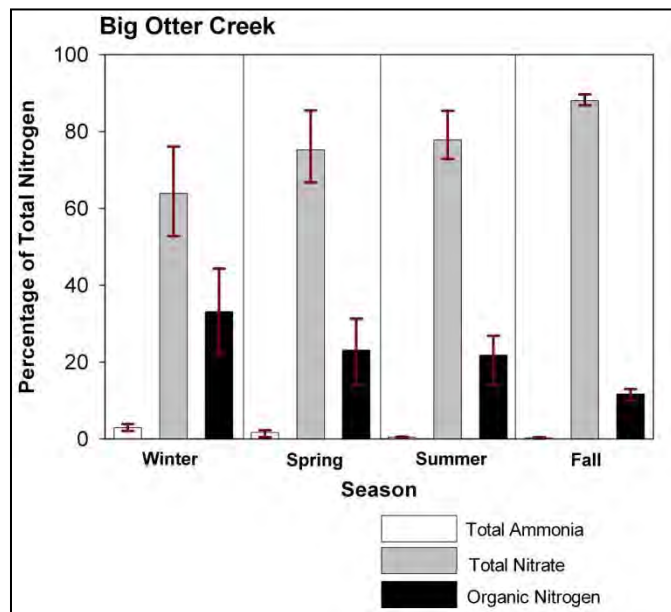 Big Otter Creek
Percentage of Total Nitrogen
100
80
60
40
20
0
Winter Spring Summer Fall
Season
Total Ammonia
Total Nitrate
Organic Nitrogen